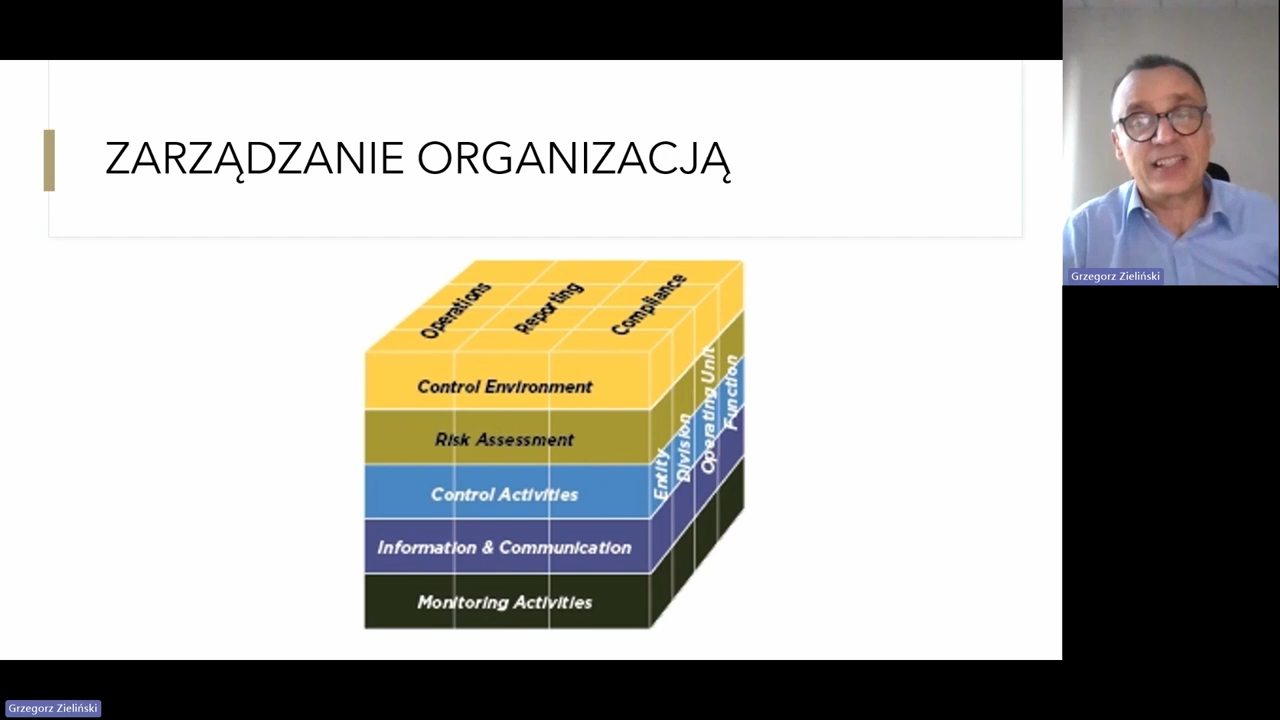 ZARZĄDZANIE ORGANIZACJĄ
Operations
Reporting
Compliance
Control Environment
Risk Assessment
Control Activities
Information & Communication
Monitoring Activities
Entity
Division
Operating Unit
Function
Grzegorz Zieliński
Grzegorz Zieliński